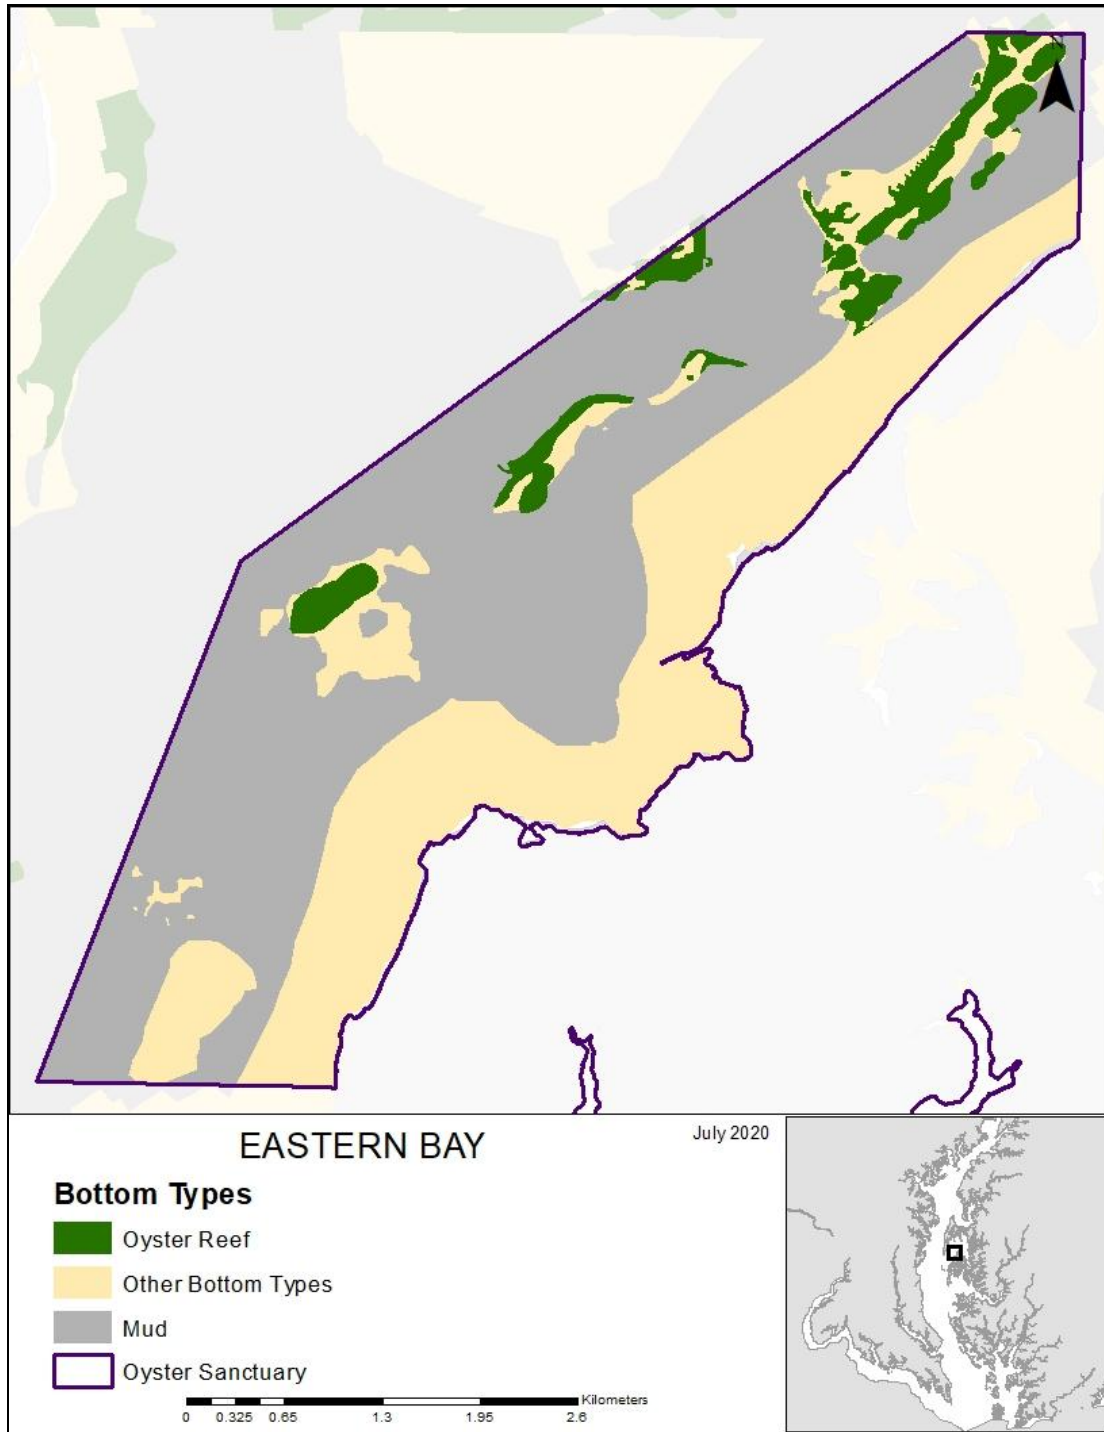 N
EASTERN BAY
July 2020
Bottom Types
Oyster Reef
Other Bottom Types
Mud
Oyster Sanctuary
Kilometers
0 0.325 0.65 1.3 1.95 2.6